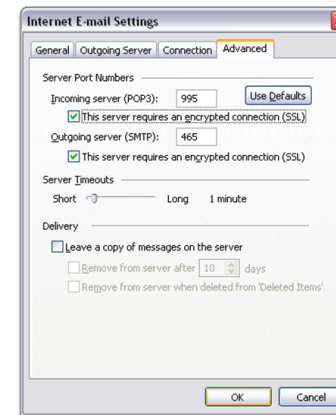 Internet E-mail Settings
General Outgoing Server Connection Advanced
Server Port Numbers
Incoming server (POP3): 995 Use Defaults
This server requires an encrypted connection (SSL)
Outgoing server (SMTP): 465
This server requires an encrypted connection (SSL)
Server Timeouts
Short Long 1 minute
Delivery
Leave a copy of messages on the server
Remove from server after 10 days
Remove from server when deleted from 'Deleted Items'
OK Cancel